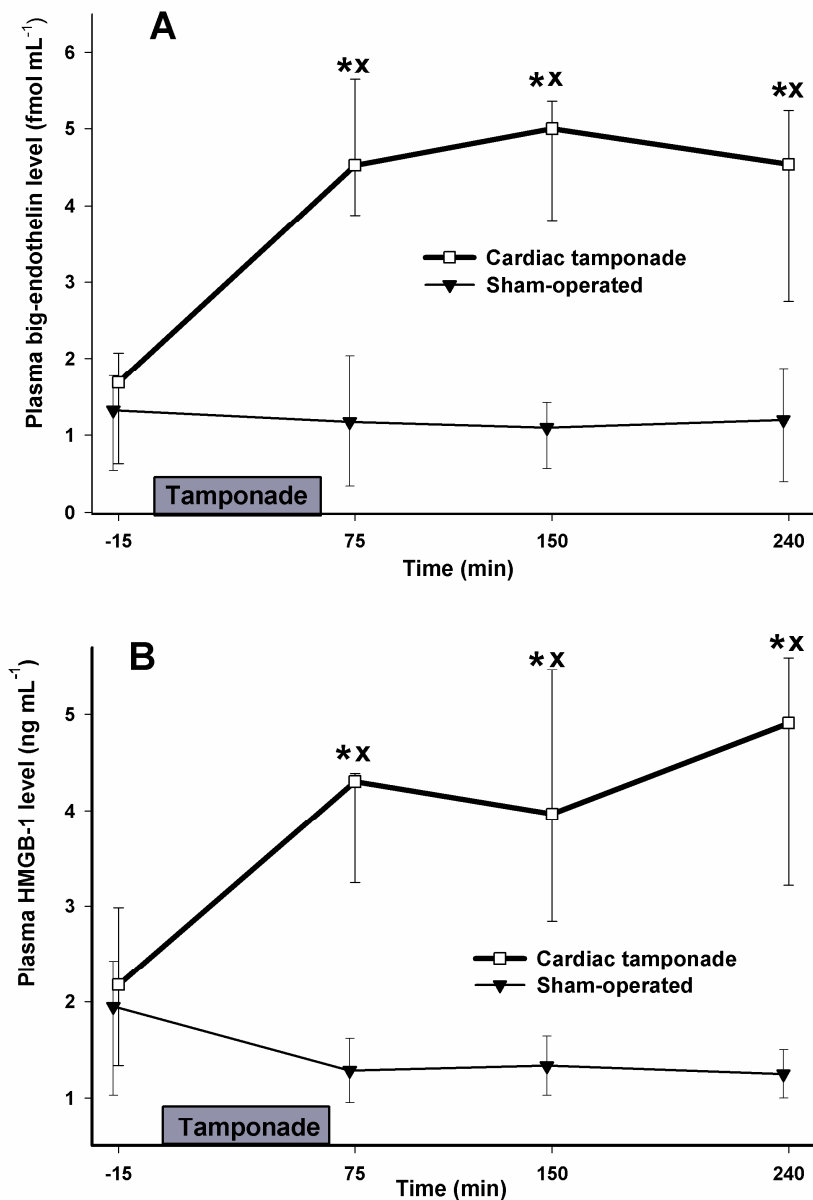 A
Plasma big-endothelin level (fmol mL⁻¹)
6
5
4
3
2
1
0
*x
*x
*x
Cardiac tamponade
Sham-operated
Tamponade
-15
75
150
240
Time (min)
B
Plasma HMGB-1 level (ng mL⁻¹)
5
4
3
2
1
*x
*x
*x
Cardiac tamponade
Sham-operated
Tamponade
-15
75
150
240
Time (min)